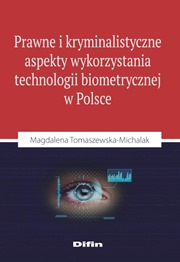 Prawne i kryminalistyczne
aspekty wykorzystania
technologii biometrycznej
w Polsce
Magdalena Tomaszewska-Michalak
Difin